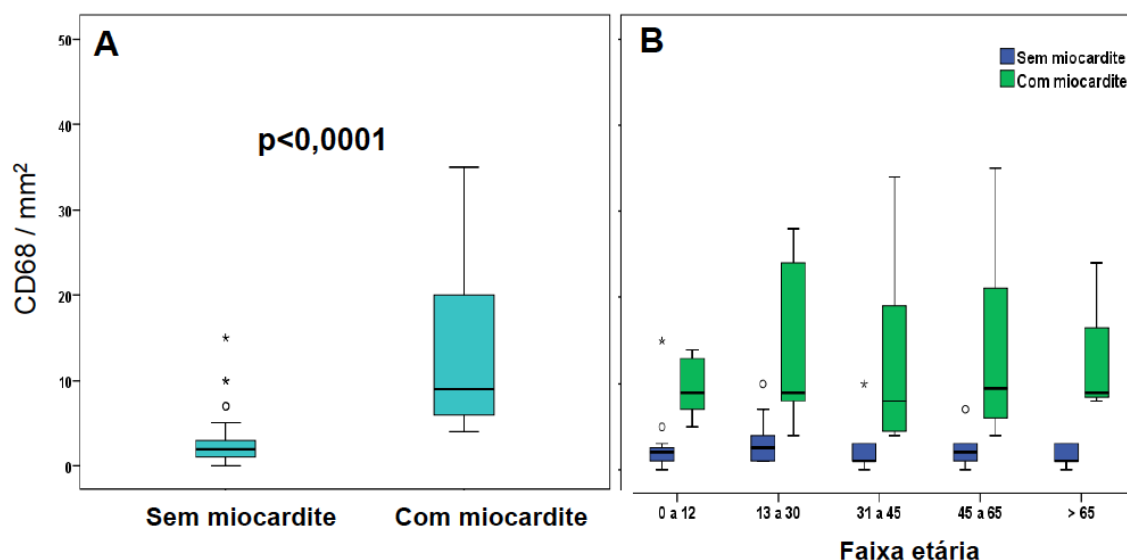 A
p<0,0001
CD68 / mm²
50
40
30
20
10
0
Sem miocardite
Com miocardite
B
Sem miocardite
Com miocardite
0 a 12
13 a 30
31 a 45
45 a 65
> 65
Faixa etária